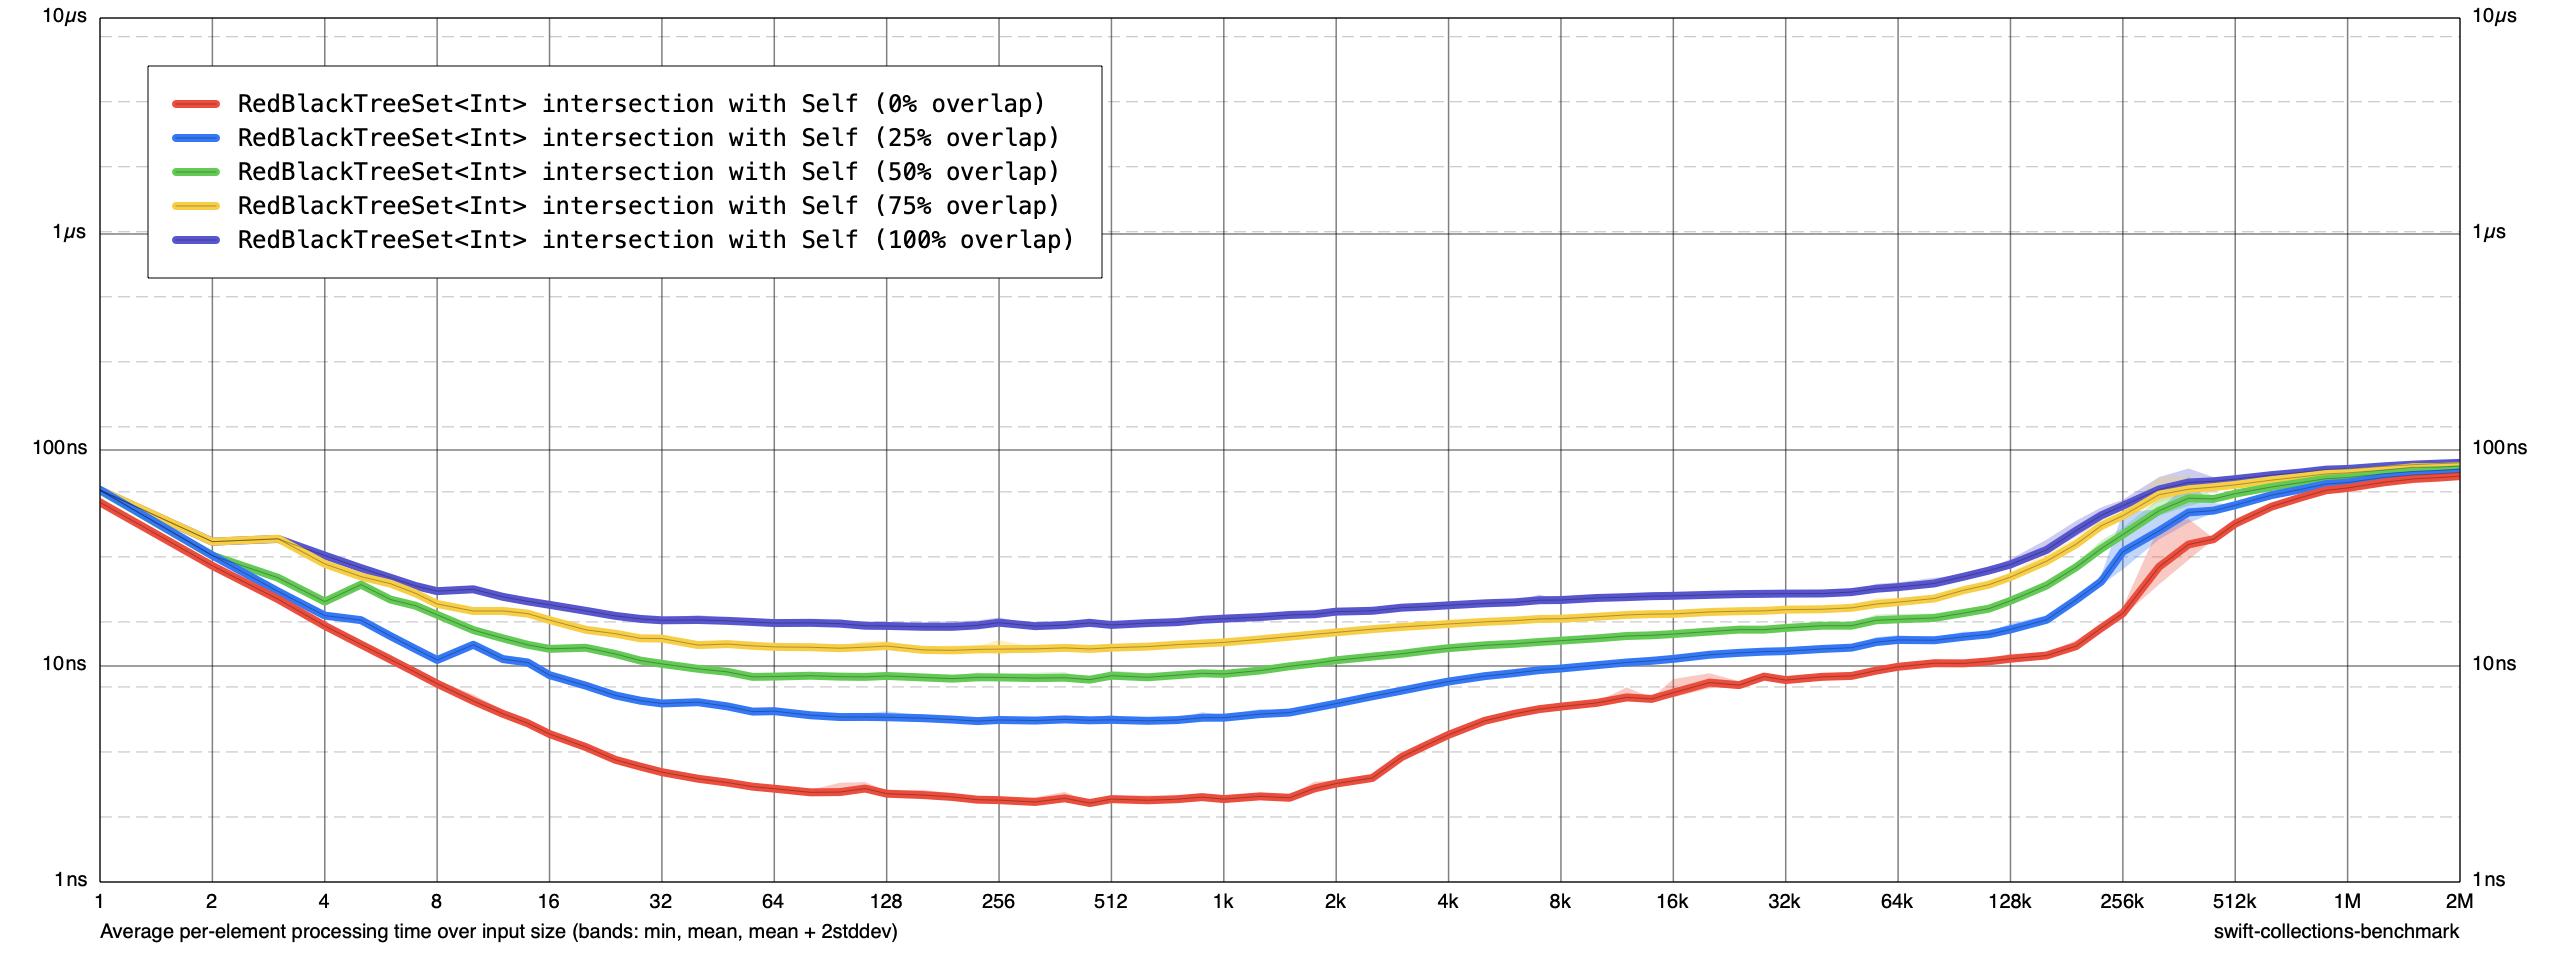 10µs
10µs
RedBlackTreeSet<Int> intersection with Self (0% overlap)
RedBlackTreeSet<Int> intersection with Self (25% overlap)
RedBlackTreeSet<Int> intersection with Self (50% overlap)
RedBlackTreeSet<Int> intersection with Self (75% overlap)
RedBlackTreeSet<Int> intersection with Self (100% overlap)
1µs
1µs
100ns
100ns
10ns
10ns
1ns
1ns
1 2 4 8 16 32 64 128 256 512 1k 2k 4k 8k 16k 32k 64k 128k 256k 512k 1M 2M
Average per-element processing time over input size (bands: min, mean, mean + 2stddev)
swift-collections-benchmark